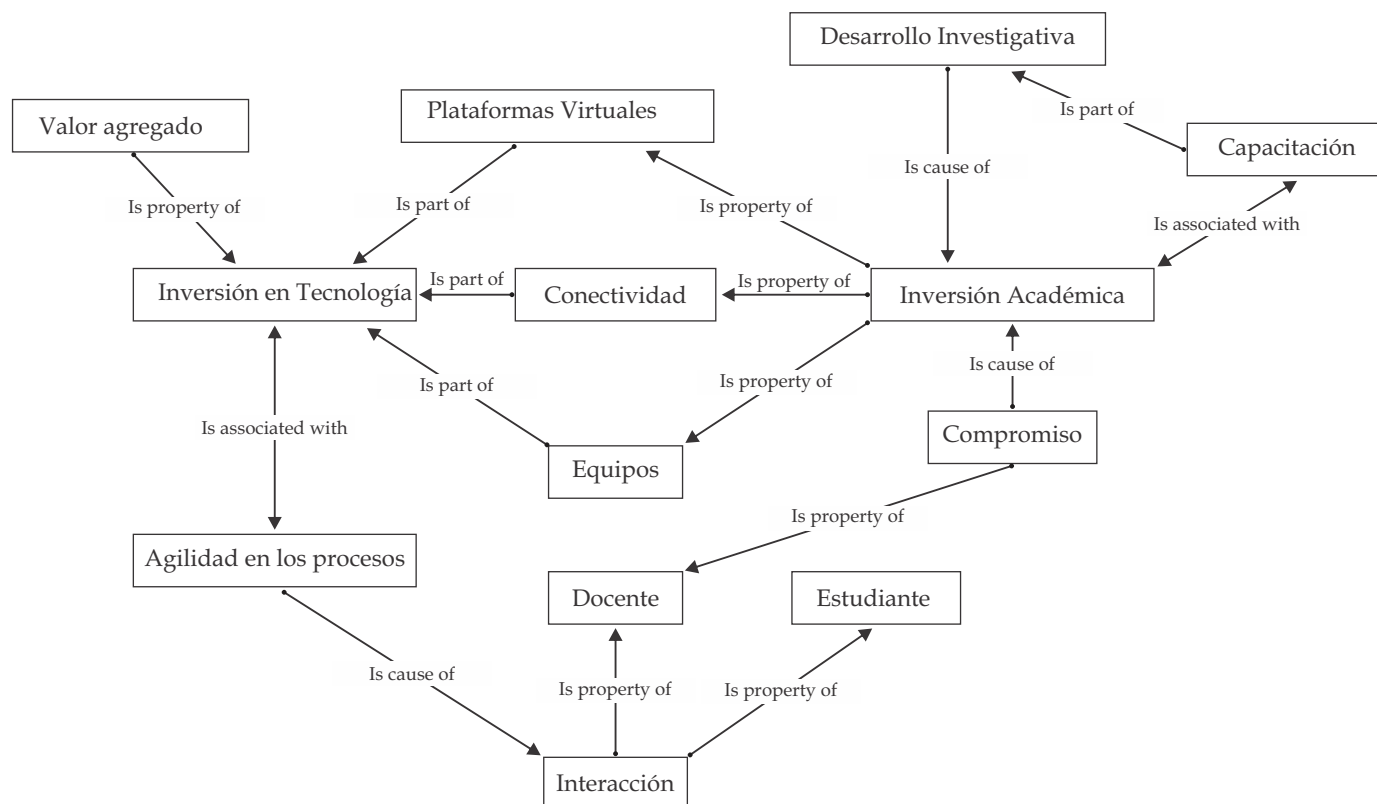 Desarrollo Investigativa
Plataformas Virtuales
Valor agregado
Is part of
Capacitación
Is cause of
Is property of
Is part of
Is property of
Is associated with
Inversión en Tecnología
Is part of
Conectividad
Is property of
Inversión Académica
Is part of
Is property of
Is cause of
Is associated with
Compromiso
Equipos
Is property of
Agilidad en los procesos
Docente
Estudiante
Is cause of
Is property of
Is property of
Interacción